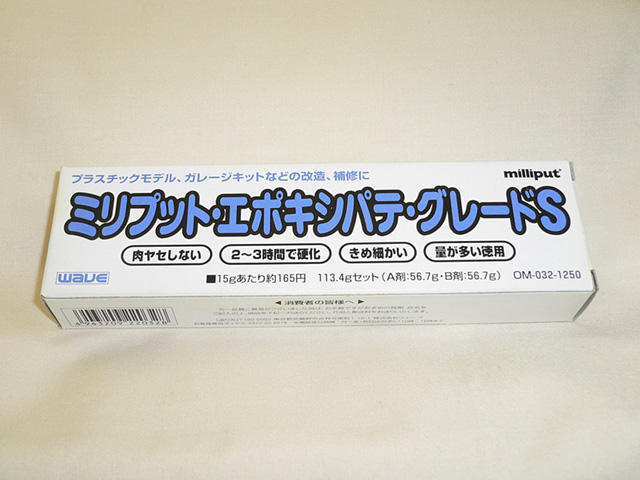 プラスチックモデル、ガレージキットなどの改造、補修に
milliput
ミリプット・エポキシパテ・グレードS
肉ヤセしない 2~3時間で硬化 きめ細かい 量が多い徳用
WAVE
■15gあたり約165円 113.4gセット(A剤:56.7g・B剤:56.7g) OM-032-1250
◀消費者の皆様へ▶
4 943209 220328